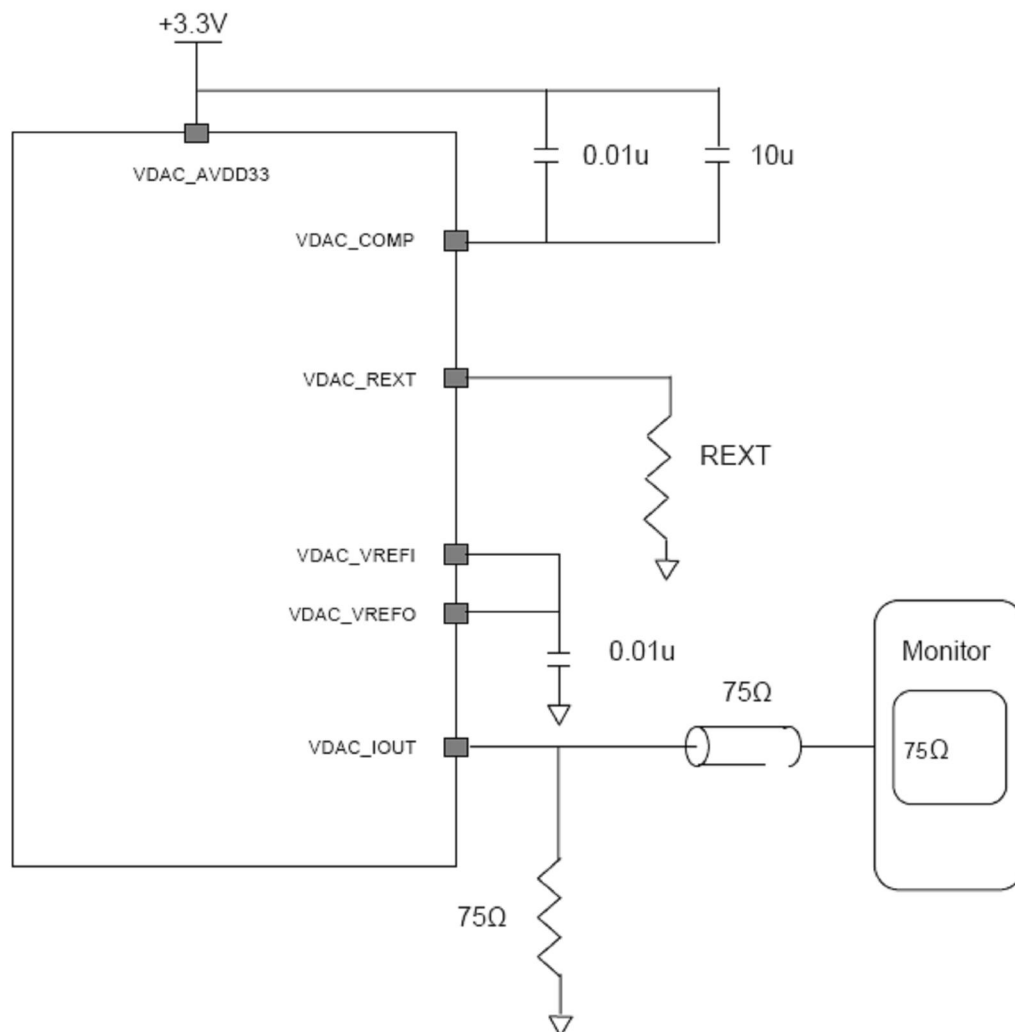 +3.3V
0.01u
10u
VDAC_AVDD33
VDAC_COMP
VDAC_REXT
REXT
VDAC_VREFI
VDAC_VREFO
0.01u
Monitor
75Ω
VDAC_IOUT
75Ω
75Ω